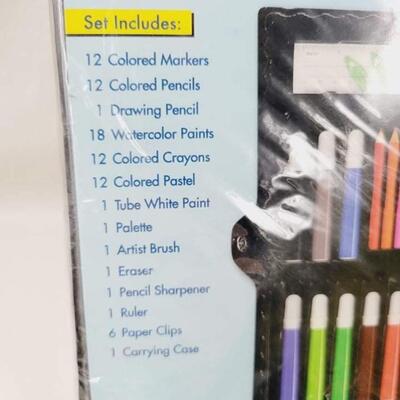 Set Includes:
12 Colored Markers
12 Colored Pencils
1 Drawing Pencil
18 Watercolor Paints
12 Colored Crayons
12 Colored Pastel
1 Tube White Paint
1 Palette
1 Artist Brush
1 Eraser
1 Pencil Sharpener
1 Ruler
6 Paper Clips
1 Carrying Case